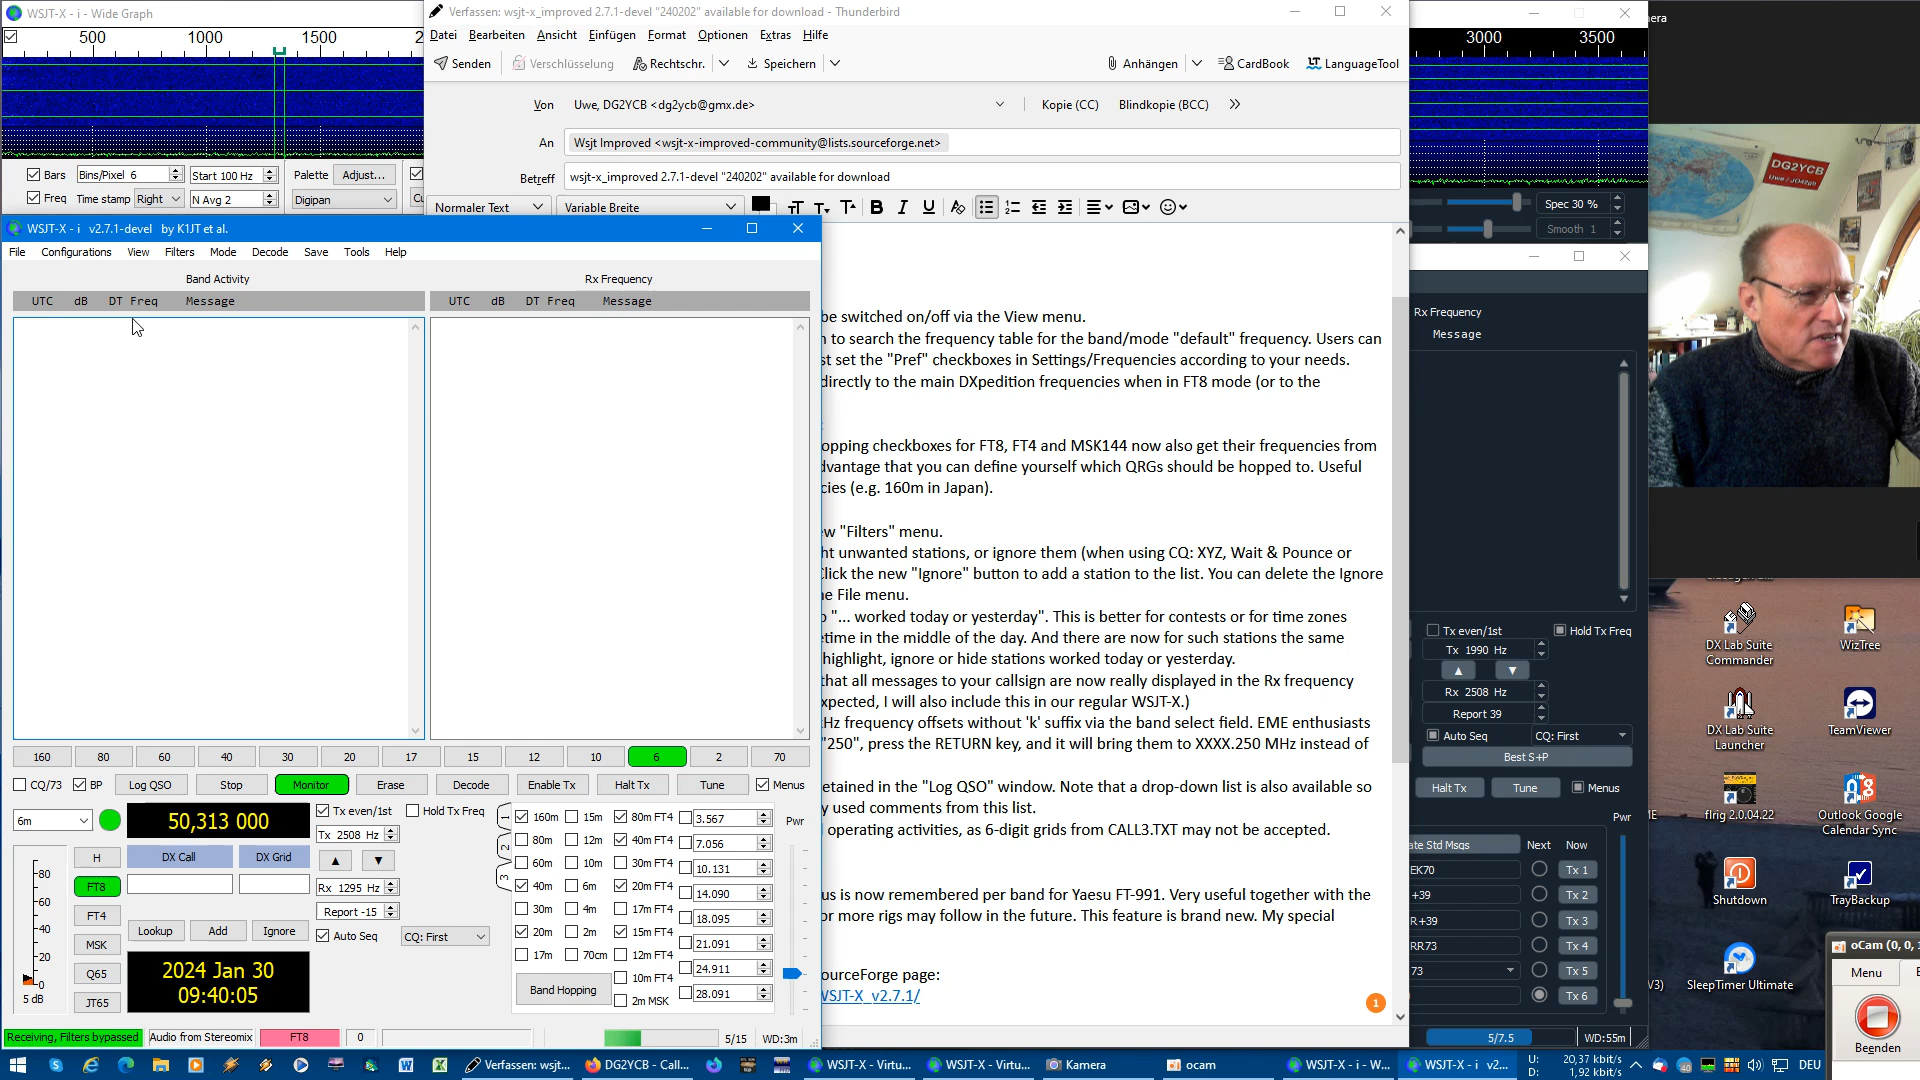 WSJT-X - i - Wide Graph
500 1000 1500 2
Bars Bins/Pixel 6 Start 100 Hz Palette Adjust...
Freq Time stamp Right N Avg 2 Digipan
Verfassen: wsjt-x_improved 2.7.1-devel "240202" available for download - Thunderbird
Datei Bearbeiten Ansicht Einfügen Format Optionen Extras Hilfe
Senden Verschlüsselung Rechtschr. Speichern Anhängen CardBook LanguageTool
Von Uwe, DG2YCB <dg2ycb@gmx.de> Kopie (CC) Blindkopie (BCC)
An Wsjt Improved <wsjt-x-improved-community@lists.sourceforge.net>
Betreff wsjt-x_improved 2.7.1-devel "240202" available for download
Normaler Text Variable Breite
3000 3500
Spec 30 %
Smooth 1
era
DG2YCB
Uwe / JO42gh
WSJT-X - i v2.7.1-devel by K1JT et al.
File Configurations View Filters Mode Decode Save Tools Help
Band Activity Rx Frequency
UTC dB DT Freq Message UTC dB DT Freq Message
be switched on/off via the View menu.
to search the frequency table for the band/mode "default" frequency. Users can
st set the "Pref" checkboxes in Settings/Frequencies according to your needs.
directly to the main DXpedition frequencies when in FT8 mode (or to the
opping checkboxes for FT8, FT4 and MSK144 now also get their frequencies from
dvantage that you can define yourself which QRGs should be hopped to. Useful
cies (e.g. 160m in Japan).
ew "Filters" menu.
ht unwanted stations, or ignore them (when using CQ: XYZ, Wait & Pounce or
Click the new "Ignore" button to add a station to the list. You can delete the Ignore
e File menu.
o "... worked today or yesterday". This is better for contests or for time zones
etime in the middle of the day. And there are now for such stations the same
highlight, ignore or hide stations worked today or yesterday.
that all messages to your callsign are now really displayed in the Rx frequency
xpected, I will also include this in our regular WSJT-X.)
Hz frequency offsets without 'k' suffix via the band select field. EME enthusiasts
"250", press the RETURN key, and it will bring them to XXXX.250 MHz instead of
etained in the "Log QSO" window. Note that a drop-down list is also available so
y used comments from this list.
operating activities, as 6-digit grids from CALL3.TXT may not be accepted.
us is now remembered per band for Yaesu FT-991. Very useful together with the
or more rigs may follow in the future. This feature is brand new. My special
ourceForge page:
WSJT-X_v2.7.1/
1
160 80 60 40 30 20 17 15 12 10 6 2 70
CQ/73 BP Log QSO Stop Monitor Erase Decode Enable Tx Halt Tx Tune Menus
6m 50,313 000 Tx even/1st Hold Tx Freq
Tx 2508 Hz
H DX Call DX Grid
FT8 Rx 1295 Hz
FT4 Report -15
MSK Lookup Add Ignore Auto Seq CQ: First
Q65 2024 Jan 30
JT65 09:40:05
80
60
40
20
0
5 dB
1
2
3
160m 15m 80m FT4 3.567 Pwr
80m 12m 40m FT4 7.056
60m 10m 30m FT4 10.131
40m 6m 20m FT4 14.090
30m 4m 17m FT4 18.095
20m 2m 15m FT4 21.091
17m 70cm 12m FT4 24.911
Band Hopping 10m FT4 28.091
2m MSK
Receiving, Filters bypassed Audio from Stereomix FT8 0 5/15 WD:3m
Rx Frequency
Message
Tx even/1st Hold Tx Freq
Tx 1990 Hz
Rx 2508 Hz
Report 39
Auto Seq CQ: First
Best S+P
Halt Tx Tune Menus
Pwr
ate Std Msgs Next Now
EK70 Tx 1
+39 Tx 2
R+39 Tx 3
RR73 Tx 4
73 Tx 5
Tx 6
5/7.5 WD:55m
DX Lab Suite Commander
WizTree
DX Lab Suite Launcher
TeamViewer
flrig 2.0.04.22
Outlook Google Calendar Sync
Shutdown
TrayBackup
SleepTimer Ultimate
oCam (0, 0, 1
Menu
Beenden
Verfassen: wsjt... DG2YCB - Call... WSJT-X - Virtu... WSJT-X - Virtu... Kamera ocam WSJT-X - i - W... WSJT-X - i v2... U: 20,37 kbit/s DEU
D: 1,92 kbit/s